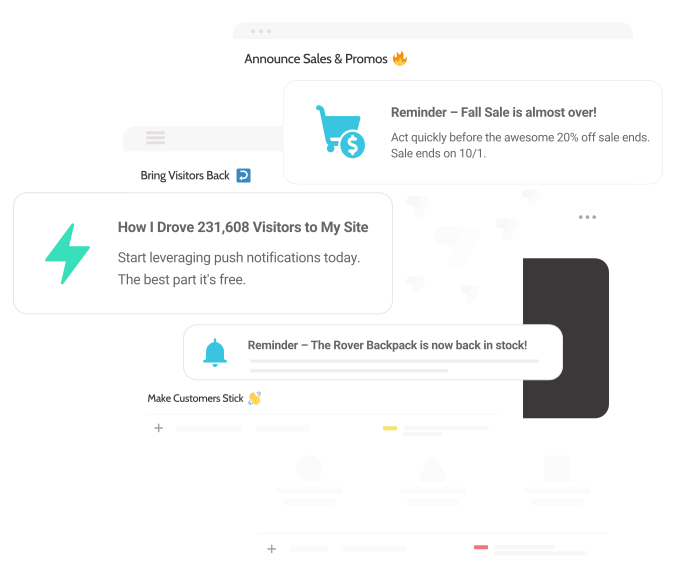 Announce Sales & Promos 🔥
Reminder – Fall Sale is almost over!
Act quickly before the awesome 20% off sale ends.
Sale ends on 10/1.
Bring Visitors Back
How I Drove 231,608 Visitors to My Site
Start leveraging push notifications today.
The best part it's free.
Reminder – The Rover Backpack is now back in stock!
Make Customers Stick 👋